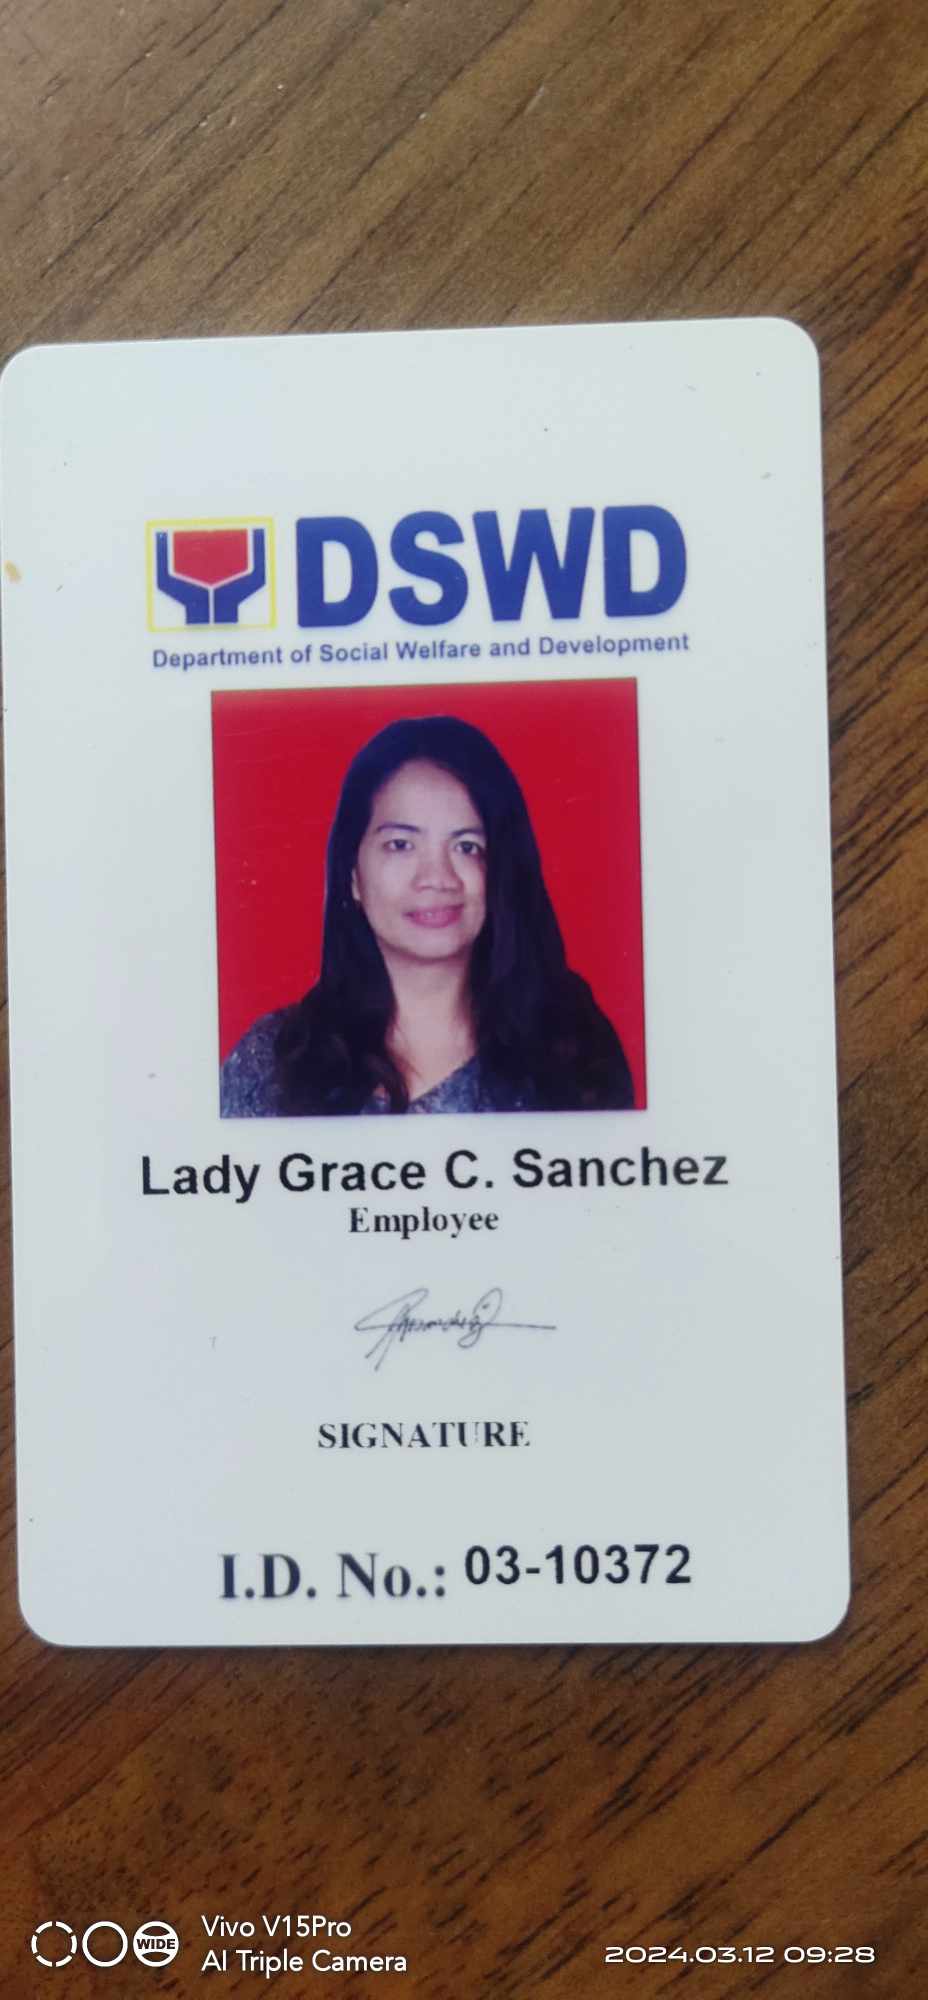 DSWD
Department of Social Welfare and Development
Lady Grace C. Sanchez
Employee
SIGNATURE
I.D. No.: 03-10372
WIDE
Vivo V15Pro
AI Triple Camera
2024.03.12 09:28